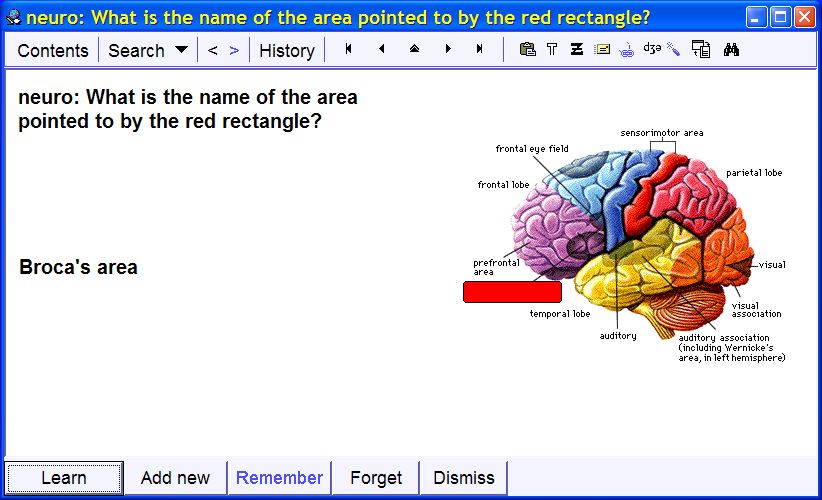 neuro: What is the name of the area pointed to by the red rectangle?
Contents Search < > History T Z dʒə
neuro: What is the name of the area
pointed to by the red rectangle?
Broca's area
sensorimotor area
frontal eye field
parietal lobe
frontal lobe
prefrontal
area
visual
visual
association
temporal lobe
auditory
auditory association
(including Wernicke's
area, in left hemisphere)
Learn Add new Remember Forget Dismiss